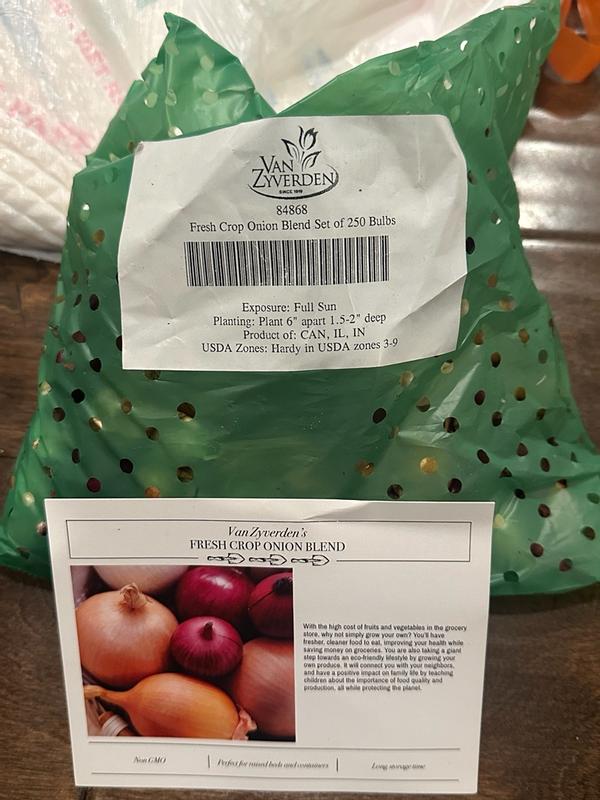 VAN
ZYVERDEN
SINCE 1919
84868
Fresh Crop Onion Blend Set of 250 Bulbs
Exposure: Full Sun
Planting: Plant 6" apart 1.5-2" deep
Product of: CAN, IL, IN
USDA Zones: Hardy in USDA zones 3-9
VanZyverden's
FRESH CROP ONION BLEND
With the high cost of fruits and vegetables in the grocery
store, why not simply grow your own? You'll have
fresher, cleaner food to eat, improving your health while
saving money on groceries. You are also taking a giant
step towards an eco-friendly lifestyle by growing your
own produce. It will connect you with your neighbors,
and have a positive impact on family life by teaching
children about the importance of food quality and
production, all while protecting the planet.
Non GMO
Perfect for raised beds and containers
Long storage time